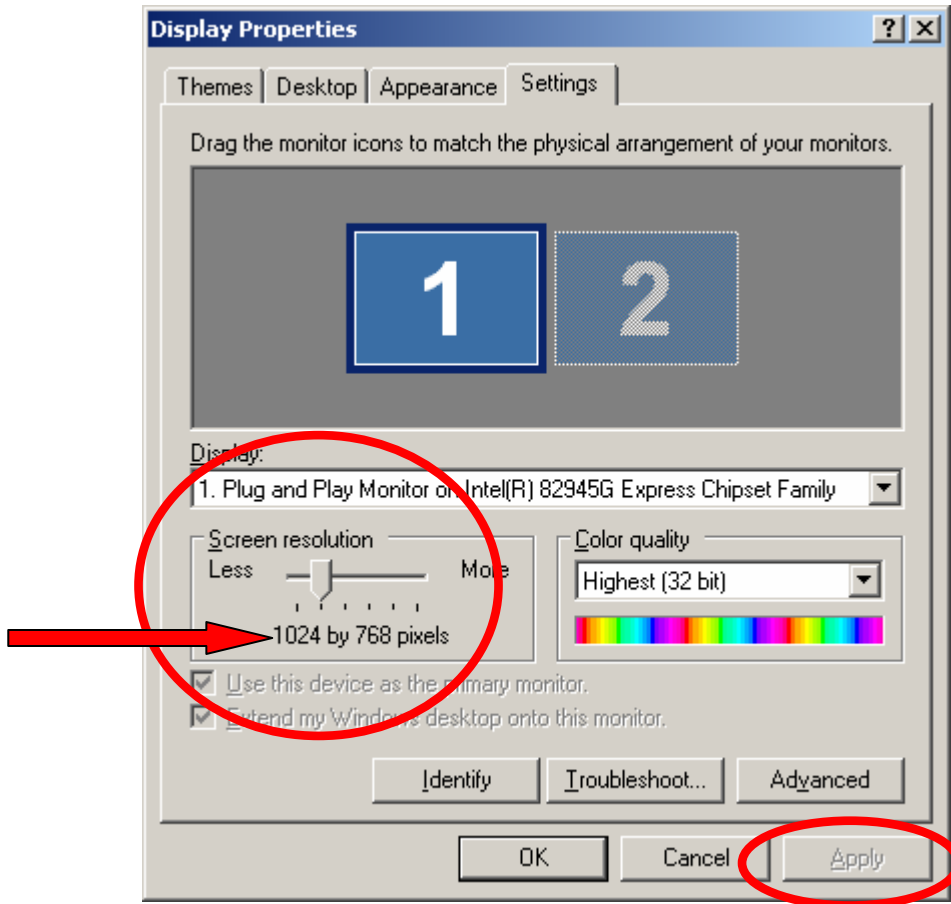 Display Properties
Themes Desktop Appearance Settings
Drag the monitor icons to match the physical arrangement of your monitors.
1 2
Display:
1. Plug and Play Monitor on Intel(R) 82945G Express Chipset Family
Screen resolution
Less More
1024 by 768 pixels
Color quality
Highest (32 bit)
Use this device as the primary monitor.
Extend my Windows desktop onto this monitor.
Identify Troubleshoot... Advanced
OK Cancel Apply